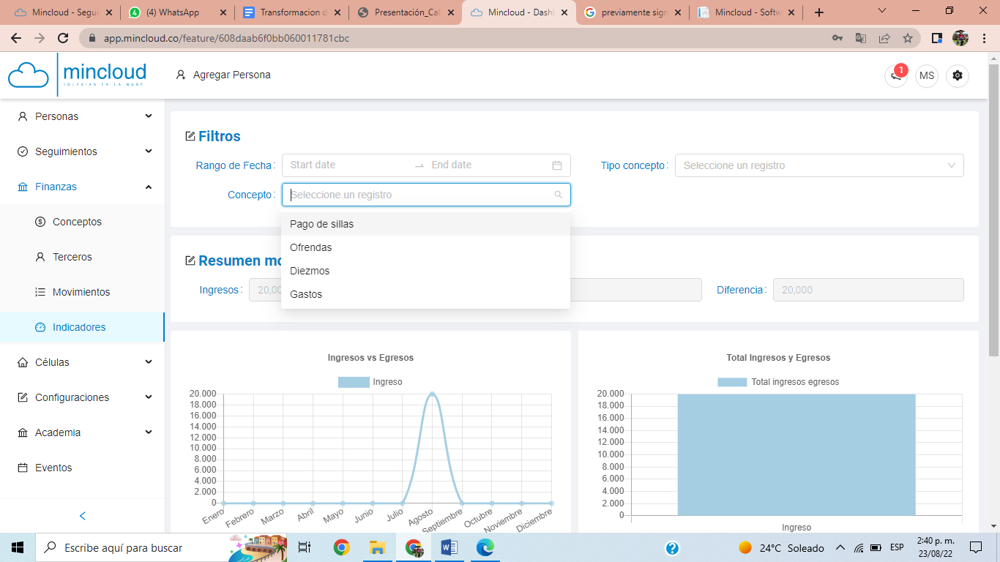 Mincloud - Segui
(4) WhatsApp
Transformacion d
Presentación_Cal
Mincloud - Dashl
previamente sign
Mincloud - Softw
app.mincloud.co/feature/608daab6f0bb060011781cbc
mincloud
IGLESIAS EN LA NUBE
Agregar Persona
1
MS
Personas
Seguimientos
Finanzas
Conceptos
Terceros
Movimientos
Indicadores
Células
Configuraciones
Academia
Eventos
Filtros
Rango de Fecha:
Start date
End date
Tipo concepto:
Seleccione un registro
Concepto:
Seleccione un registro
Pago de sillas
Ofrendas
Diezmos
Gastos
Resumen mo
Ingresos:
20,00
Diferencia:
20,000
Ingresos vs Egresos
Ingreso
20.000
18.000
16.000
14.000
12.000
10.000
8.000
6.000
4.000
2.000
0
Enero
Febrero
Marzo
Abril
Mayo
Junio
Julio
Agosto
Septiembre
Octubre
Noviembre
Diciembre
Total Ingresos y Egresos
Total ingresos egresos
20.000
18.000
16.000
14.000
12.000
10.000
8.000
6.000
4.000
2.000
0
Ingreso
Escribe aquí para buscar
24°C Soleado
ESP
2:40 p. m.
23/08/22